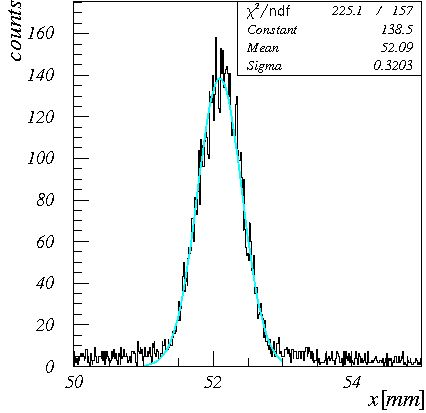 counts
χ²/ndf 225.1 / 157
Constant 138.5
Mean 52.09
Sigma 0.3203
160
140
120
100
80
60
40
20
0
50 52 54
x [mm]